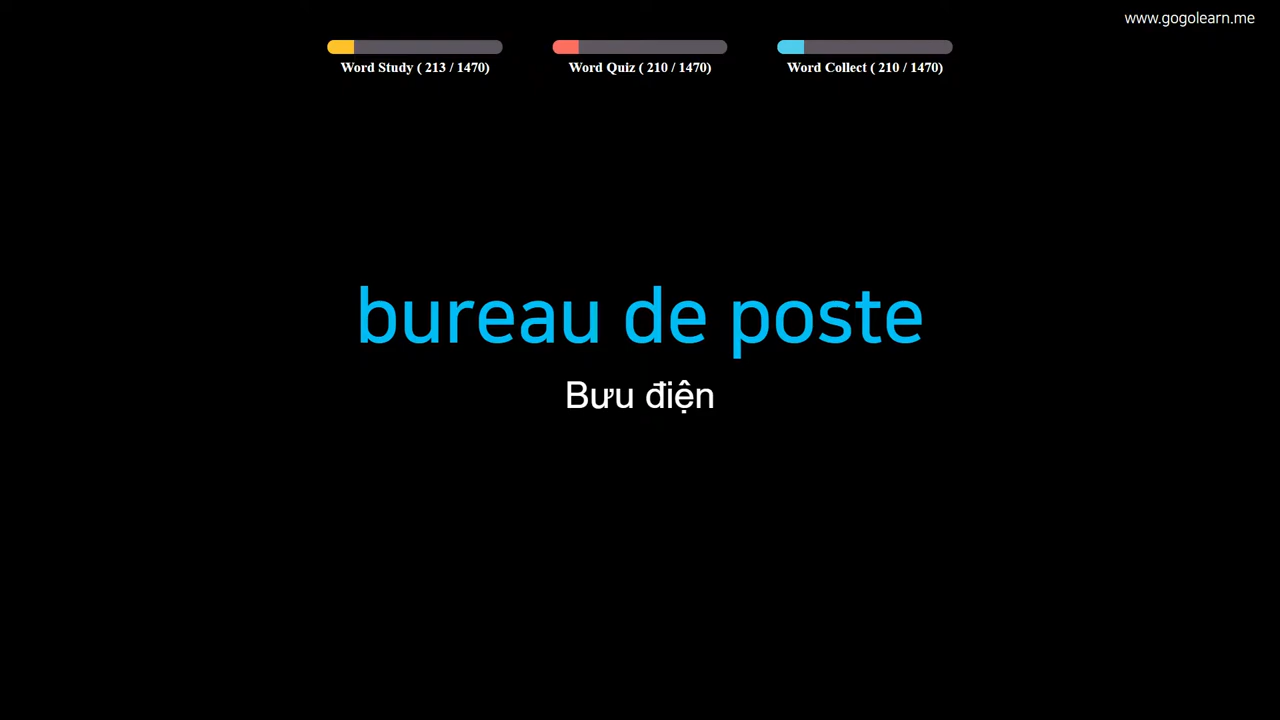 www.gogolearn.me
Word Study ( 213 / 1470)
Word Quiz ( 210 / 1470)
Word Collect ( 210 / 1470)
bureau de poste
Bưu điện